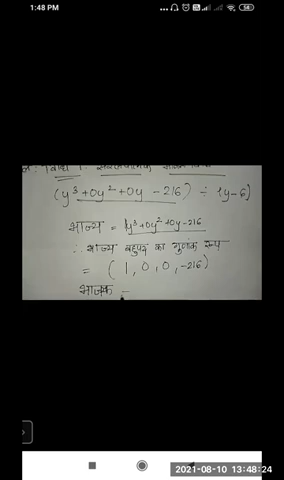 1:48 PM
54
(y³+0y²+0y-216) ÷ (y-6)
भाज्य = (y³+0y²+0y-216
∴ भाज्य बहुपद का गुणंक रूप
= (1, 0, 0, -216)
भाजक =
2021-08-10 13:48:24